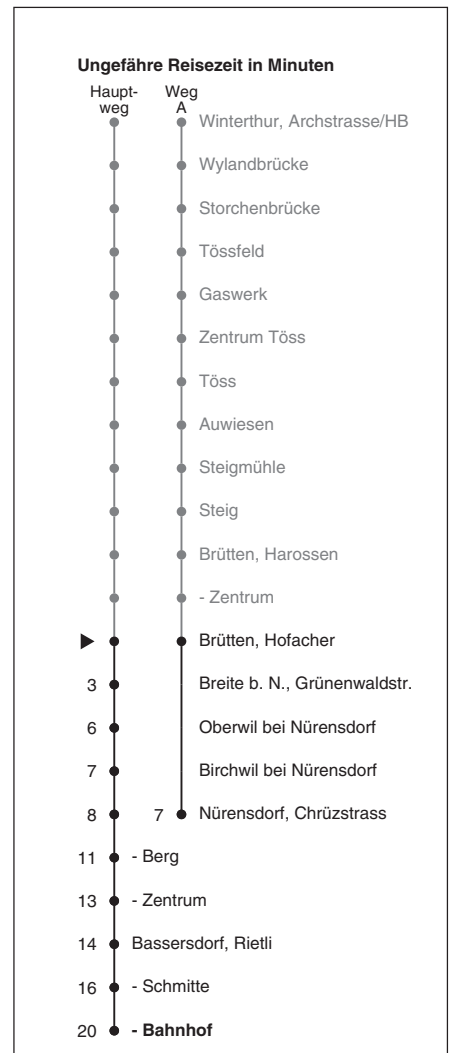 Ungefähre Reisezeit in Minuten
Haupt- Weg
weg A
Winterthur, Archstrasse/HB
Wylandbrücke
Storchenbrücke
Tössfeld
Gaswerk
Zentrum Töss
Töss
Auwiesen
Steigmühle
Steig
Brütten, Harossen
- Zentrum
Brütten, Hofacher
3 Breite b. N., Grünenwaldstr.
6 Oberwil bei Nürensdorf
7 Birchwil bei Nürensdorf
8 7 Nürensdorf, Chrüzstrass
11 - Berg
13 - Zentrum
14 Bassersdorf, Rietli
16 - Schmitte
20 - Bahnhof